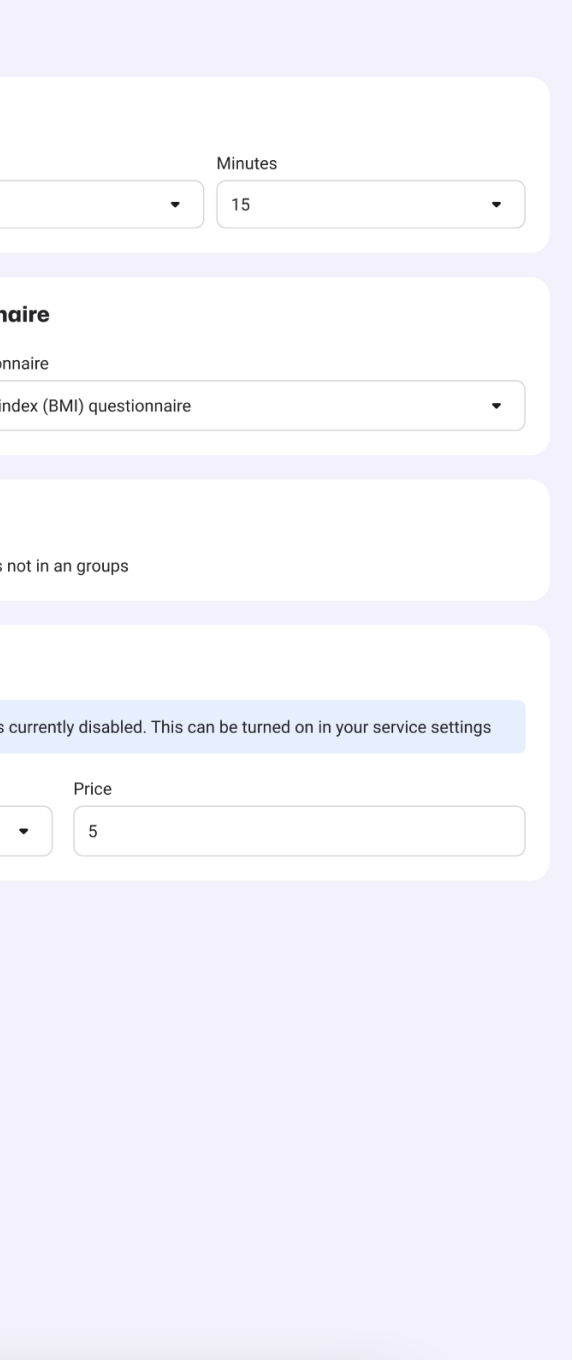 Minutes
15
naire
onnaire
index (BMI) questionnaire
s not in an groups
s currently disabled. This can be turned on in your service settings
Price
5